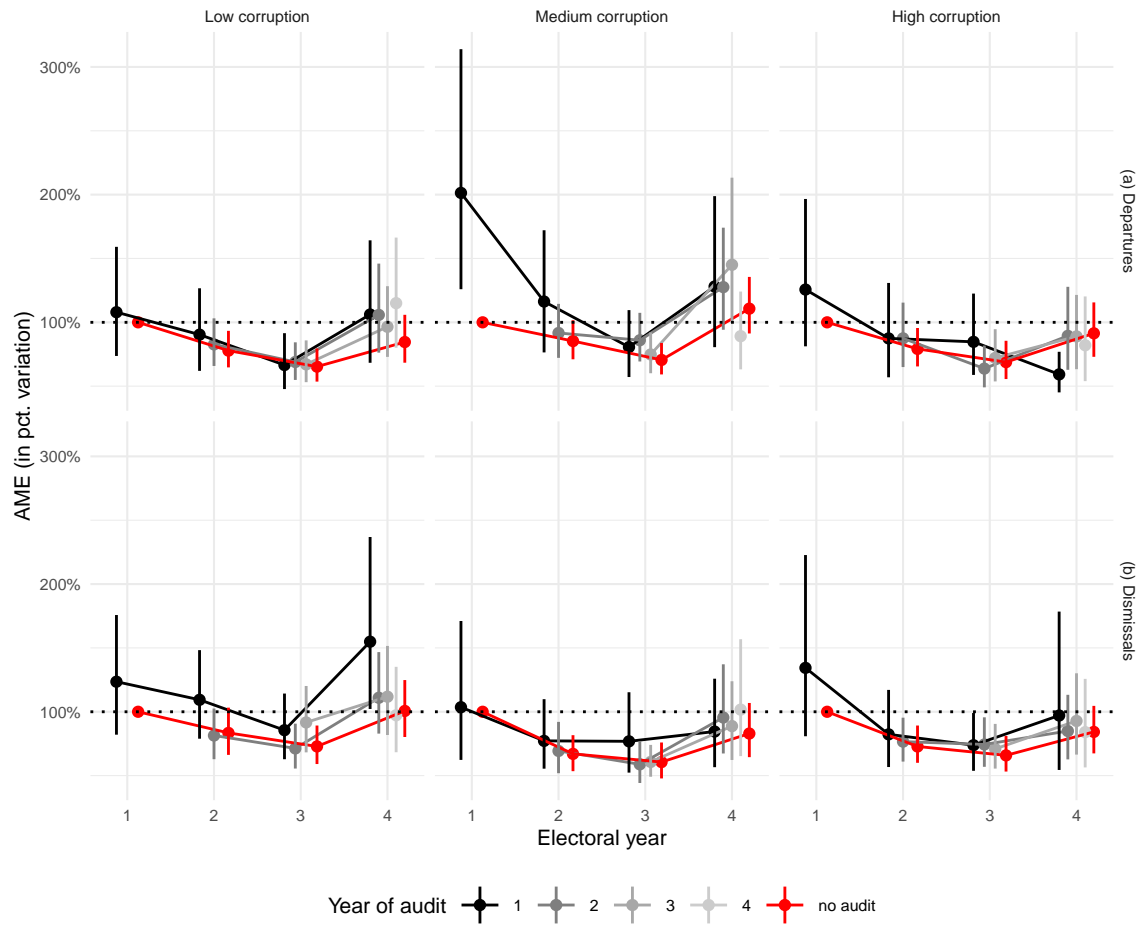 Low corruption
Medium corruption
High corruption
300%
200%
100%
(a) Departures
300%
200%
100%
(b) Dismissals
AME (in pct. variation)
1 2 3 4
1 2 3 4
1 2 3 4
Electoral year
Year of audit 1 2 3 4 no audit